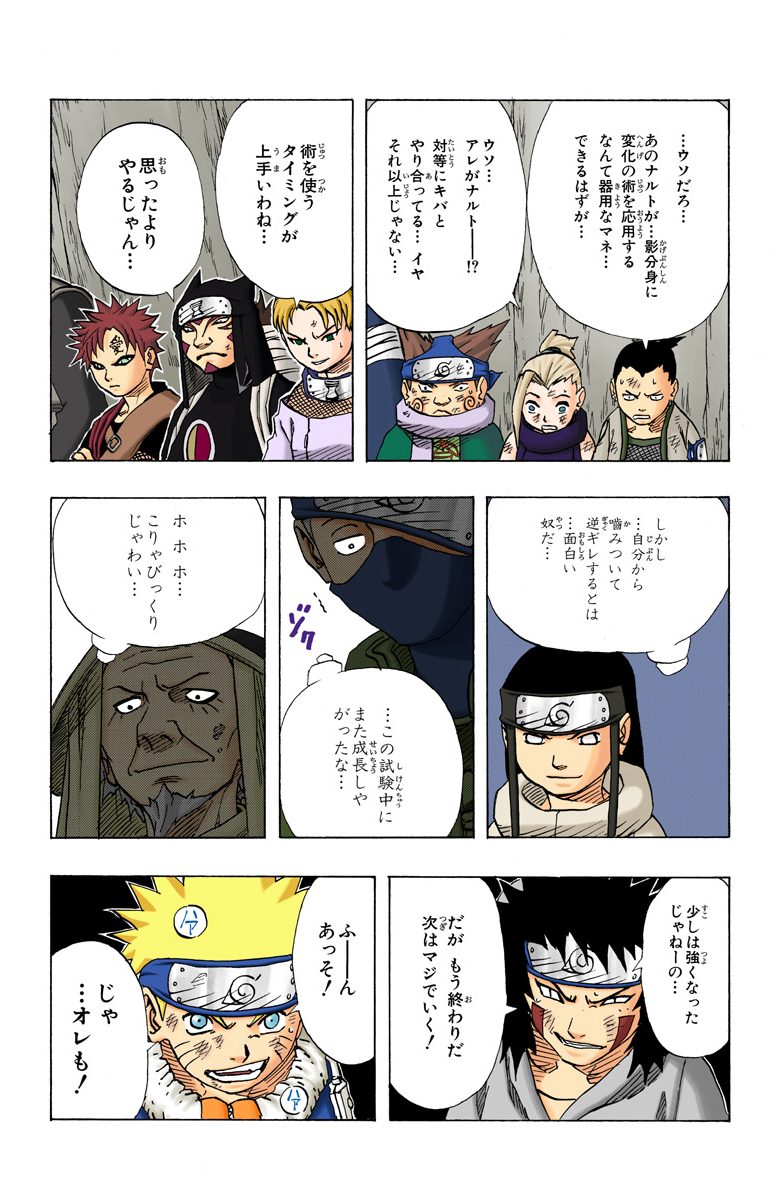 …ウソだろ…
あのナルトが…影分身に
変化の術を応用する
なんて器用なマネ…
できるはずが…
ウソ…
アレがナルト——!?
対等にキバと
やり合ってる…イヤ
それ以上じゃない…
術を使う
タイミングが
上手いわね…
思ったより
やるじゃん…
しかし
…自分から
噛みついて
逆ギレするとは
…面白い
奴だ…
ゾク
…この試験中に
また成長しや
がったな…
ホホホ…
こりゃびっくり
じゃわい…
少しは強くなった
じゃねーの…
だが もう終わりだ
次はマジでいく！
ふ——ん
あっそ！
じゃ
…オレも！
ハァ
ハァ